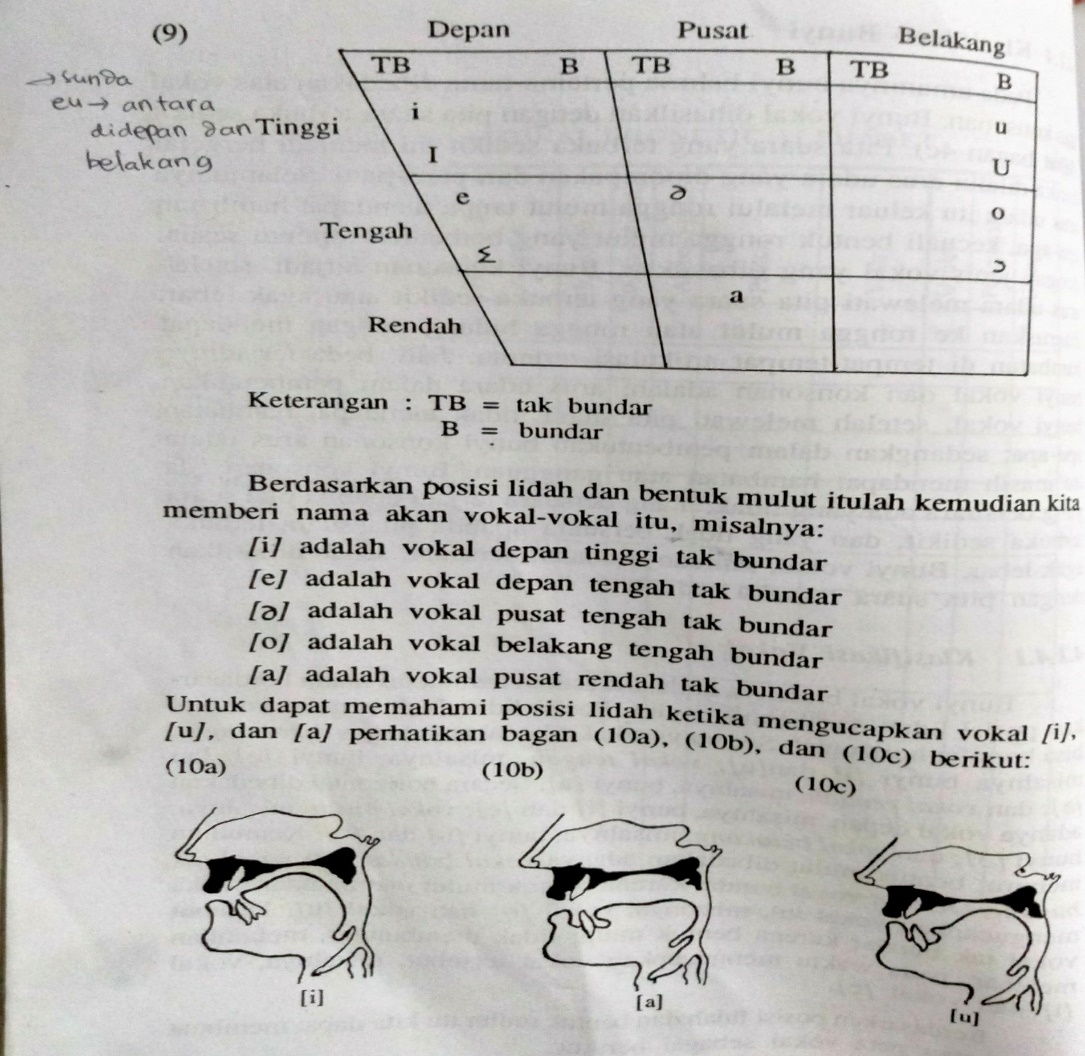 (9)
Depan Pusat Belakang
TB B TB B TB B
→ sunda
eu → antara
didepan dan
belakang
Tinggi i u
I U
e ə o
Tengah
Σ ɔ
a
Rendah
Keterangan : TB = tak bundar
B = bundar
Berdasarkan posisi lidah dan bentuk mulut itulah kemudian kita
memberi nama akan vokal-vokal itu, misalnya:
[i] adalah vokal depan tinggi tak bundar
[e] adalah vokal depan tengah tak bundar
[ə] adalah vokal pusat tengah tak bundar
[o] adalah vokal belakang tengah bundar
[a] adalah vokal pusat rendah tak bundar
Untuk dapat memahami posisi lidah ketika mengucapkan vokal [i],
[u], dan [a] perhatikan bagan (10a), (10b), dan (10c) berikut:
(10a) (10b) (10c)
[i] [a] [u]